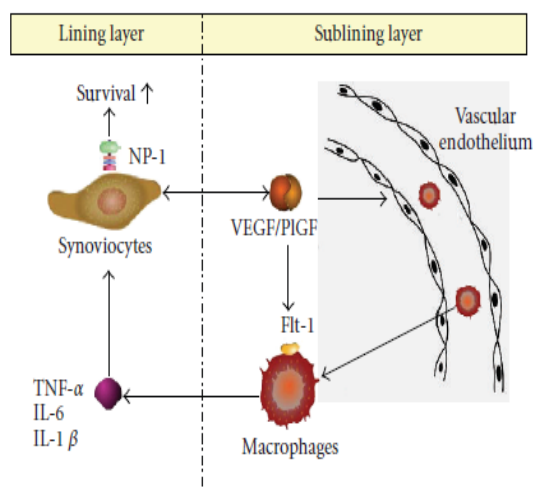 Lining layer
Sublining layer
Survival ↑
NP-1
Synoviocytes
VEGF/PlGF
Vascular
endothelium
Flt-1
Macrophages
TNF-α
IL-6
IL-1 β